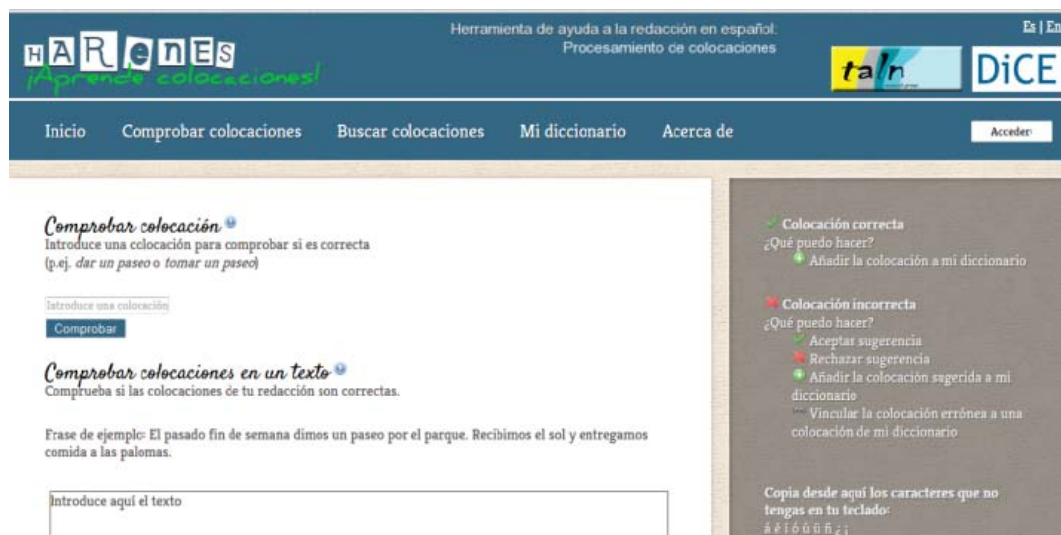 HARenES
¡Aprende colocaciones!
Herramienta de ayuda a la redacción en español:
Procesamiento de colocaciones
Es | En
taln
DiCE
Inicio Comprobar colocaciones Buscar colocaciones Mi diccionario Acerca de Acceder
Comprobar colocación
Introduce una colocación para comprobar si es correcta
(p.ej. dar un paseo o tomar un paseo)
Introduce una colocación
Comprobar
Comprobar colocaciones en un texto
Comprueba si las colocaciones de tu redacción son correctas.
Frase de ejemplo: El pasado fin de semana dimos un paseo por el parque. Recibimos el sol y entregamos
comida a las palomas.
Introduce aquí el texto
Colocación correcta
¿Qué puedo hacer?
Añadir la colocación a mi diccionario
Colocación incorrecta
¿Qué puedo hacer?
Aceptar sugerencia
Rechazar sugerencia
Añadir la colocación sugerida a mi
diccionario
Vincular la colocación errónea a una
colocación de mi diccionario
Copia desde aquí los caracteres que no
tengas en tu teclado:
á é í ó ú ü ñ ¿ ¡